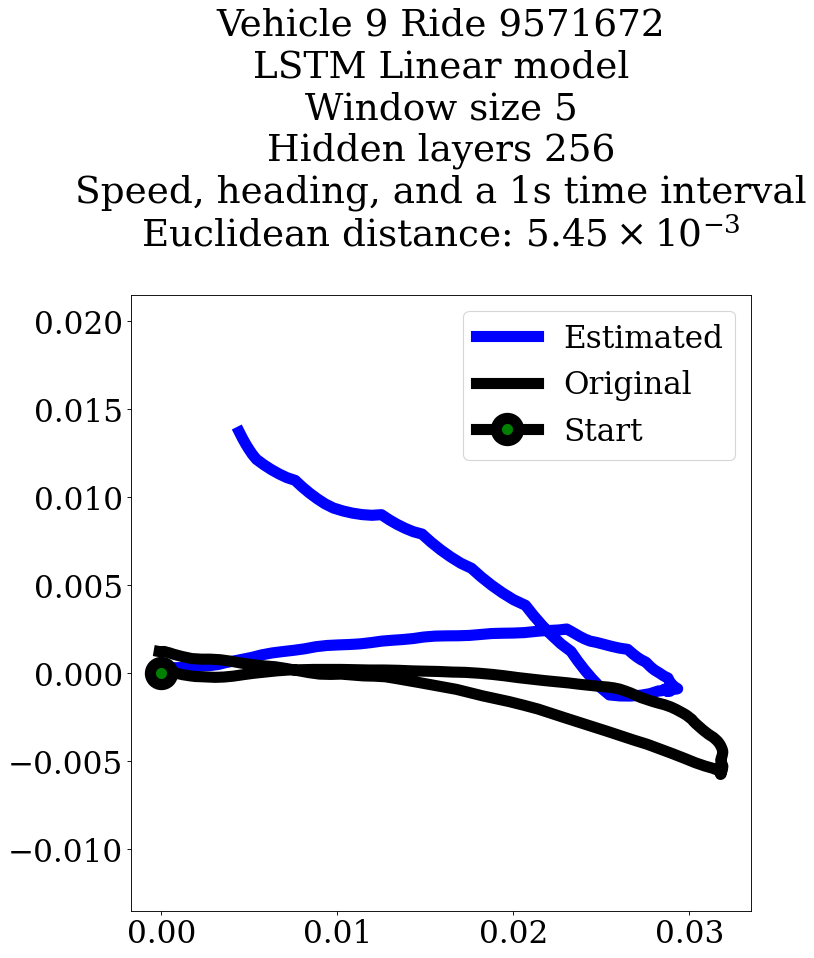 Vehicle 9 Ride 9571672
LSTM Linear model
Window size 5
Hidden layers 256
Speed, heading, and a 1s time interval
Euclidean distance: 5.45 × 10⁻³
Estimated
Original
Start
0.020
0.015
0.010
0.005
0.000
−0.005
−0.010
0.00 0.01 0.02 0.03